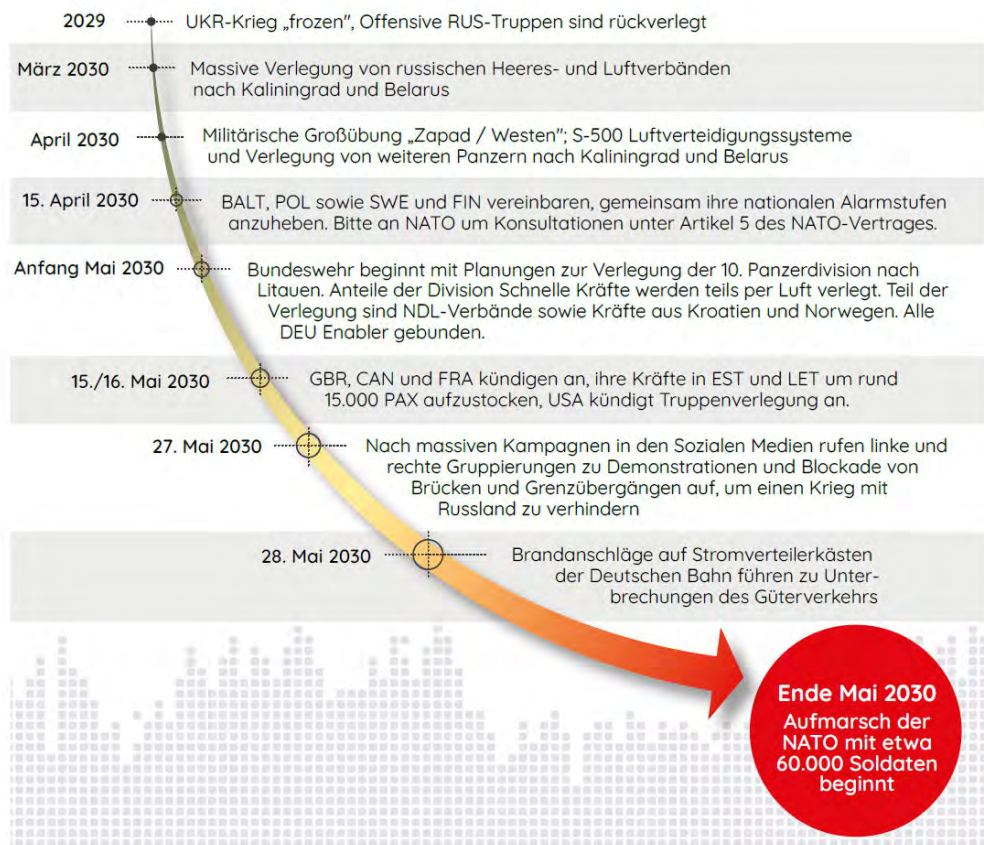 2029
UKR-Krieg „frozen", Offensive RUS-Truppen sind rückverlegt
März 2030
Massive Verlegung von russischen Heeres- und Luftverbänden
nach Kaliningrad und Belarus
April 2030
Militärische Großübung „Zapad / Westen"; S-500 Luftverteidigungssysteme
und Verlegung von weiteren Panzern nach Kaliningrad und Belarus
15. April 2030
BALT, POL sowie SWE und FIN vereinbaren, gemeinsam ihre nationalen Alarmstufen
anzuheben. Bitte an NATO um Konsultationen unter Artikel 5 des NATO-Vertrages.
Anfang Mai 2030
Bundeswehr beginnt mit Planungen zur Verlegung der 10. Panzerdivision nach
Litauen. Anteile der Division Schnelle Kräfte werden teils per Luft verlegt. Teil der
Verlegung sind NDL-Verbände sowie Kräfte aus Kroatien und Norwegen. Alle
DEU Enabler gebunden.
15./16. Mai 2030
GBR, CAN und FRA kündigen an, ihre Kräfte in EST und LET um rund
15.000 PAX aufzustocken, USA kündigt Truppenverlegung an.
27. Mai 2030
Nach massiven Kampagnen in den Sozialen Medien rufen linke und
rechte Gruppierungen zu Demonstrationen und Blockade von
Brücken und Grenzübergängen auf, um einen Krieg mit
Russland zu verhindern
28. Mai 2030
Brandanschläge auf Stromverteilerkästen
der Deutschen Bahn führen zu Unter-
brechungen des Güterverkehrs
Ende Mai 2030
Aufmarsch der
NATO mit etwa
60.000 Soldaten
beginnt